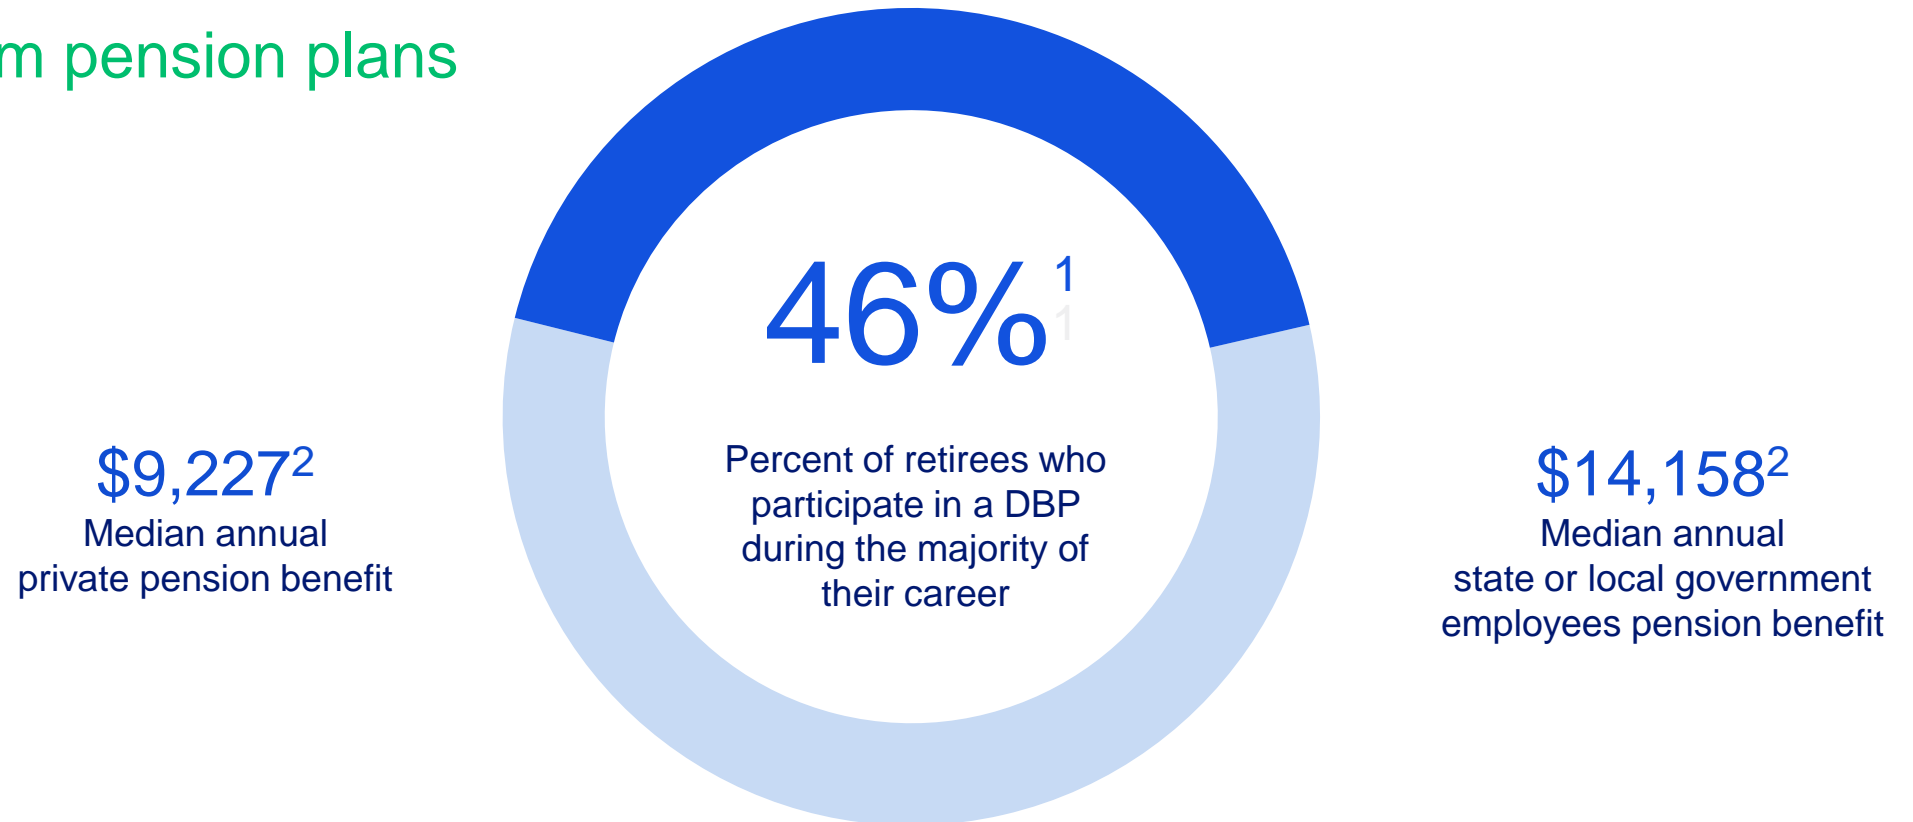 m pension plans
46%1
1
Percent of retirees who
participate in a DBP
during the majority of
their career
$9,2272
Median annual
private pension benefit
$14,1582
Median annual
state or local government
employees pension benefit